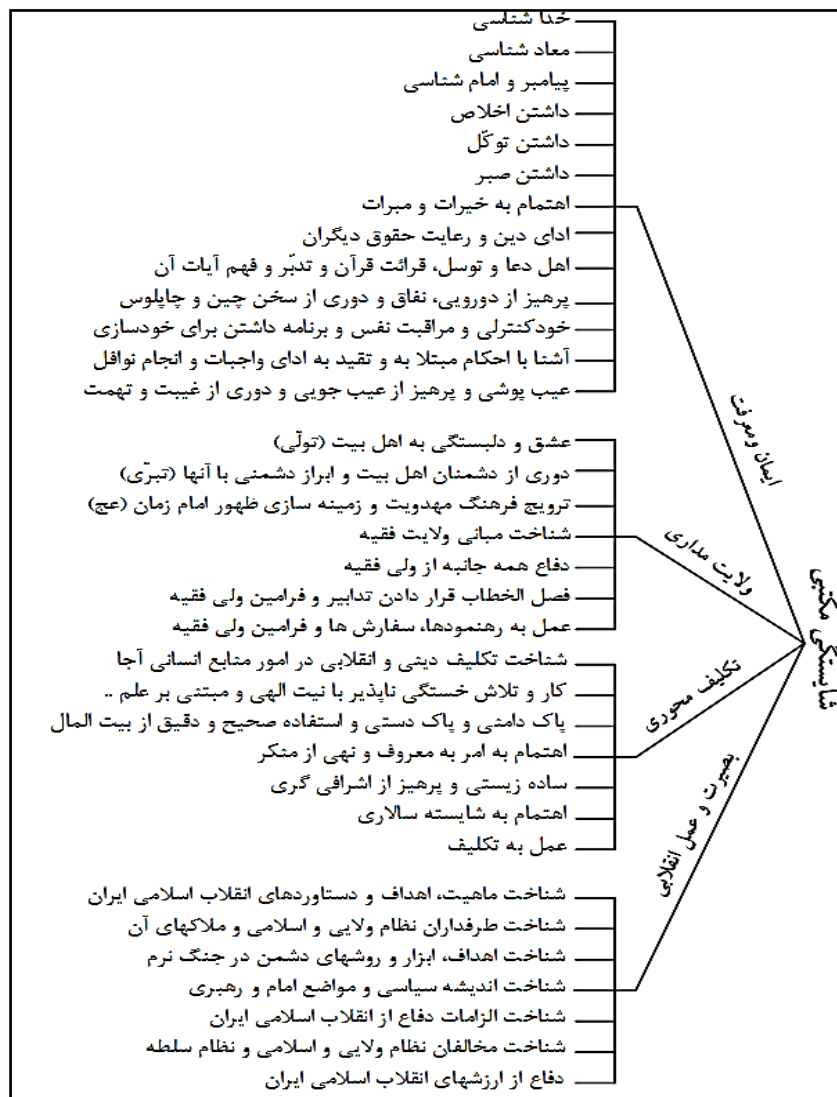 شایستگی مکتبی
ایمان ومعرفت
خدا شناسی
معاد شناسی
پیامبر و امام شناسی
داشتن اخلاص
داشتن توکّل
داشتن صبر
اهتمام به خیرات و مبرات
ادای دین و رعایت حقوق دیگران
اهل دعا و توسل، قرائت قرآن و تدبّر و فهم آیات آن
پرهیز از دورویی، نفاق و دوری از سخن چین و چاپلوس
خودکنترلی و مراقبت نفس و برنامه داشتن برای خودسازی
آشنا با احکام مبتلا به و تقید به ادای واجبات و انجام نوافل
عیب پوشی و پرهیز از عیب جویی و دوری از غیبت و تهمت
ولایت مداری
عشق و دلبستگی به اهل بیت (تولّی)
دوری از دشمنان اهل بیت و ابراز دشمنی با آنها (تبرّی)
ترویج فرهنگ مهدویت و زمینه سازی ظهور امام زمان (عج)
شناخت مبانی ولایت فقیه
دفاع همه جانبه از ولی فقیه
فصل الخطاب قرار دادن تدابیر و فرامین ولی فقیه
عمل به رهنمودها، سفارش ها و فرامین ولی فقیه
تکلیف محوری
شناخت تکلیف دینی و انقلابی در امور منابع انسانی آجا
کار و تلاش خستگی ناپذیر با نیت الهی و مبتنی بر علم ..
پاک دامنی و پاک دستی و استفاده صحیح و دقیق از بیت المال
اهتمام به امر به معروف و نهی از منکر
ساده زیستی و پرهیز از اشرافی گری
اهتمام به شایسته سالاری
عمل به تکلیف
بصیرت و عمل انقلابی
شناخت ماهیت، اهداف و دستاوردهای انقلاب اسلامی ایران
شناخت طرفداران نظام ولایی و اسلامی و ملاکهای آن
شناخت اهداف، ابزار و روشهای دشمن در جنگ نرم
شناخت اندیشه سیاسی و مواضع امام و رهبری
شناخت الزامات دفاع از انقلاب اسلامی ایران
شناخت مخالفان نظام ولایی و اسلامی و نظام سلطه
دفاع از ارزشهای انقلاب اسلامی ایران